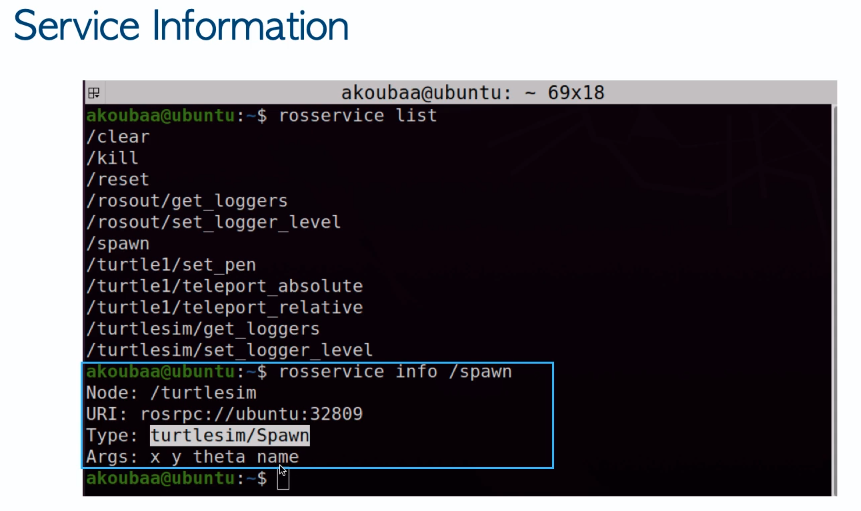 Service Information
akoubaa@ubuntu: ~ 69x18
akoubaa@ubuntu:~$ rosservice list
/clear
/kill
/reset
/rosout/get_loggers
/rosout/set_logger_level
/spawn
/turtle1/set_pen
/turtle1/teleport_absolute
/turtle1/teleport_relative
/turtlesim/get_loggers
/turtlesim/set_logger_level
akoubaa@ubuntu:~$ rosservice info /spawn
Node: /turtlesim
URI: rosrpc://ubuntu:32809
Type: turtlesim/Spawn
Args: x y theta name
akoubaa@ubuntu:~$